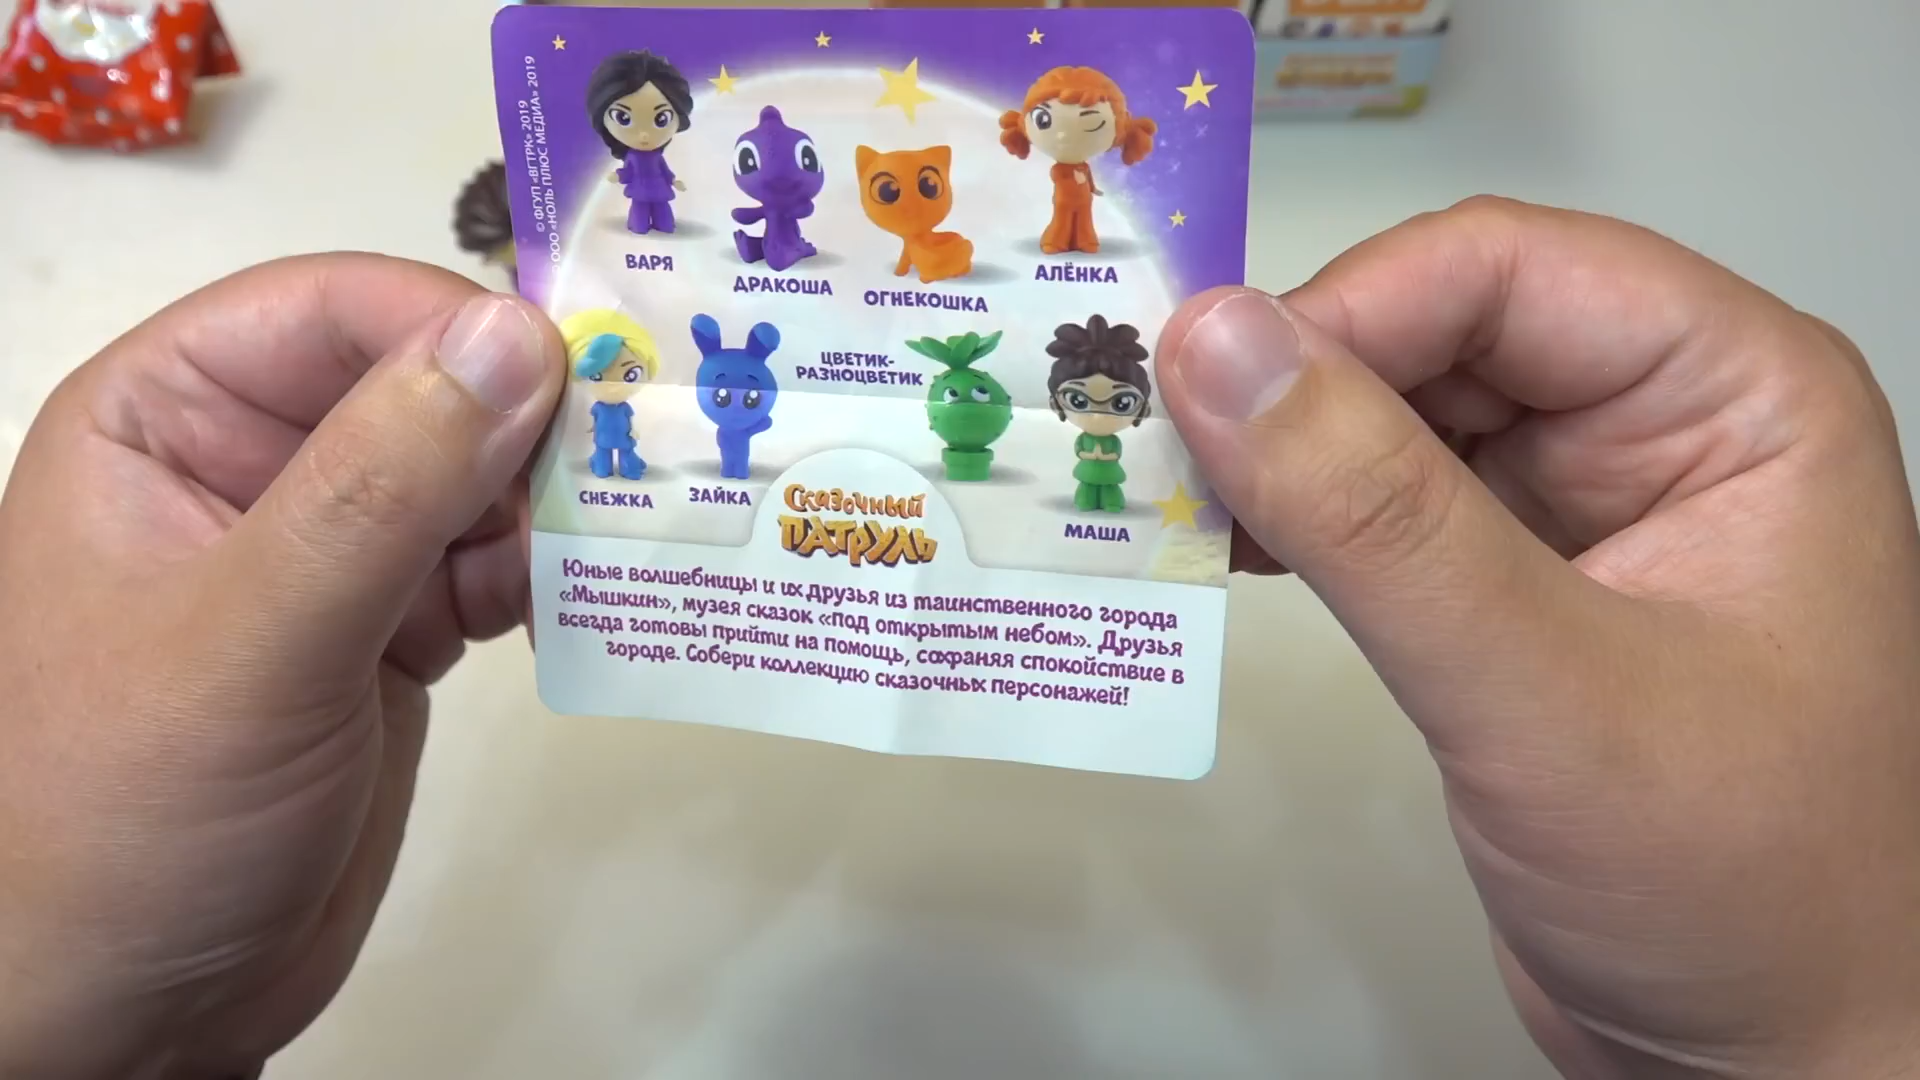 © ФГУП «ВГТРК» 2019
© ООО «НОЛЬ ПЛЮС МЕДИА» 2019
ВАРЯ
ДРАКОША
ОГНЕКОШКА
АЛЁНКА
ЦВЕТИК-
РАЗНОЦВЕТИК
СНЕЖКА
ЗАЙКА
МАША
Сказочный
ПАТРУЛЬ
Юные волшебницы и их друзья из таинственного города
«Мышкин», музея сказок «под открытым небом». Друзья
всегда готовы прийти на помощь, сохраняя спокойствие в
городе. Собери коллекцию сказочных персонажей!